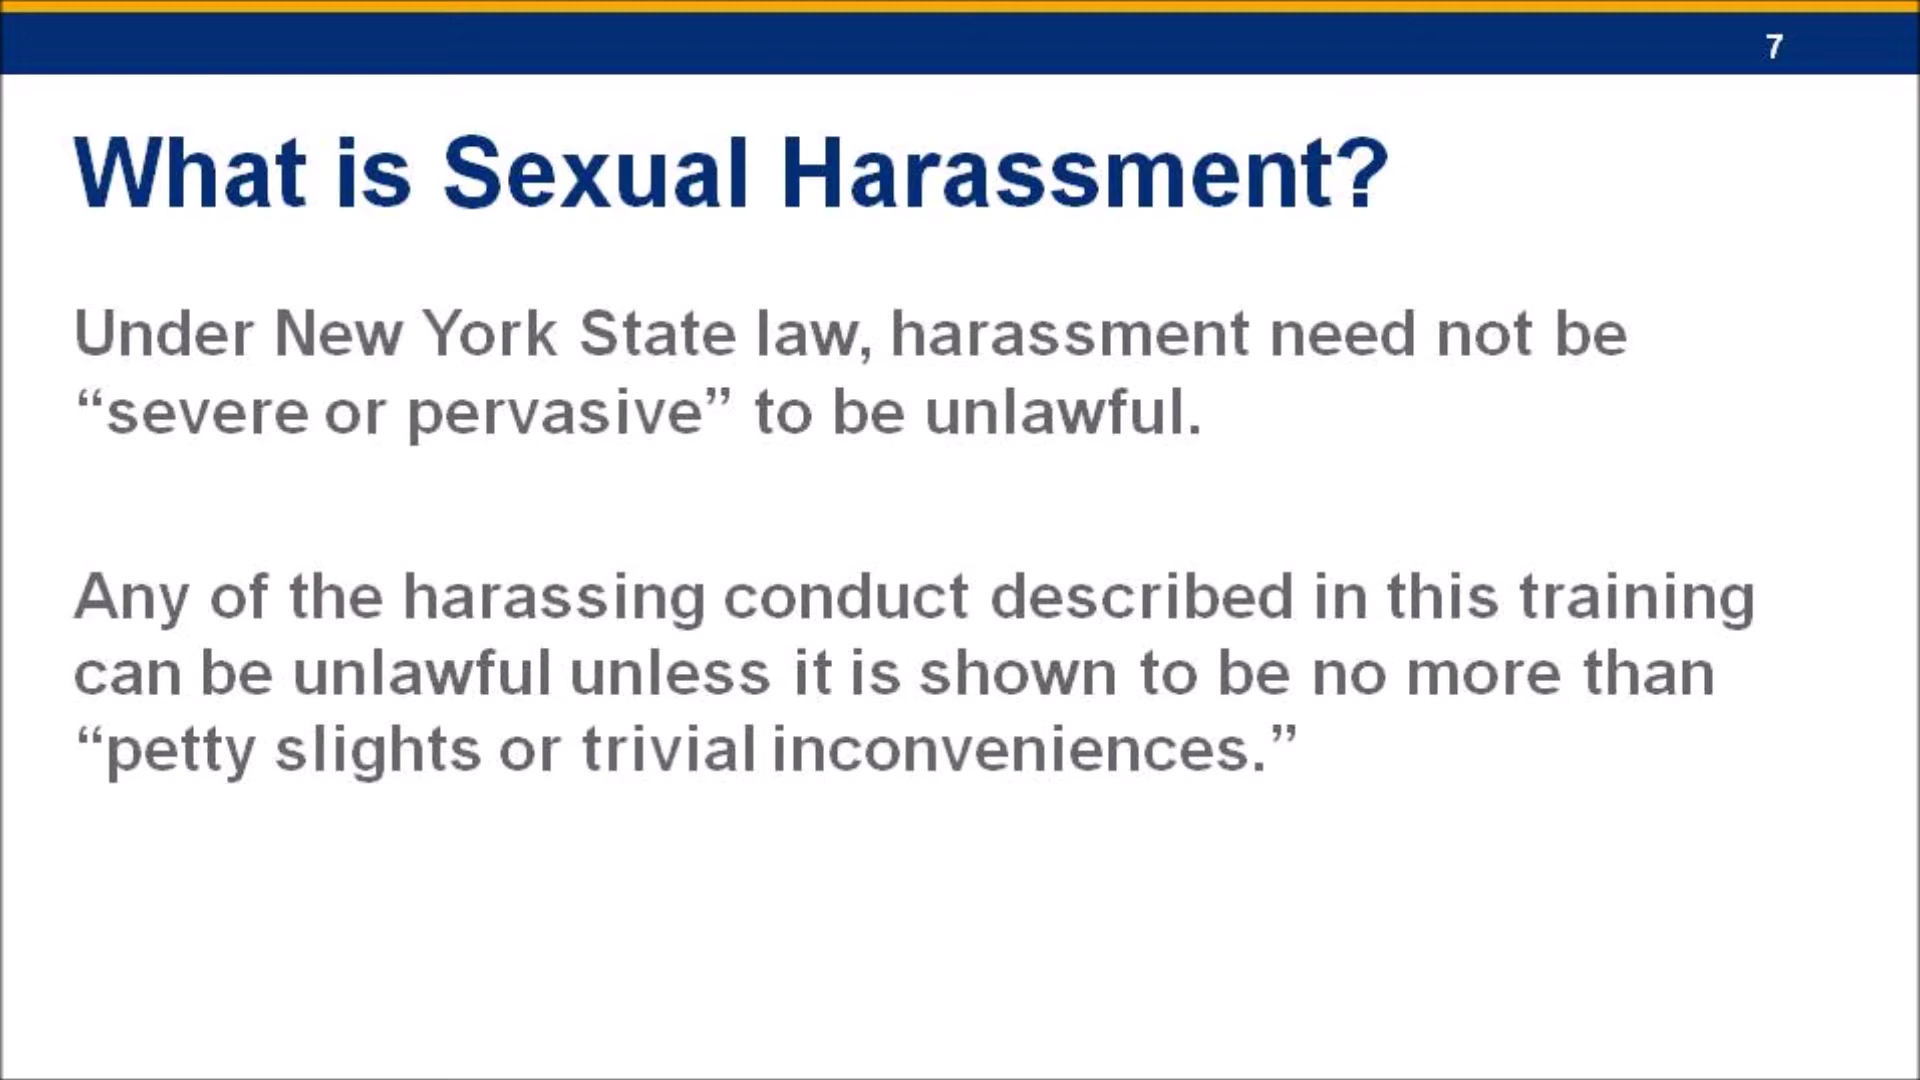 7
What is Sexual Harassment?
Under New York State law, harassment need not be
“severe or pervasive” to be unlawful.
Any of the harassing conduct described in this training
can be unlawful unless it is shown to be no more than
“petty slights or trivial inconveniences.”